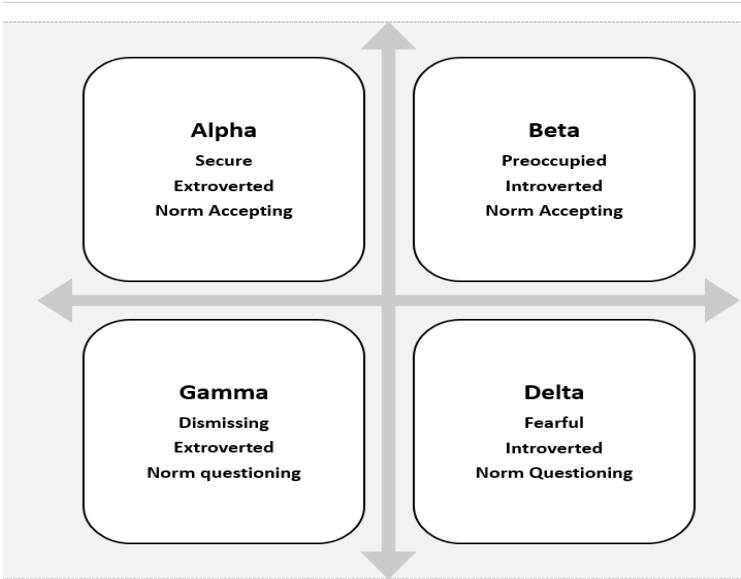 Alpha
Secure
Extroverted
Norm Accepting
Beta
Preoccupied
Introverted
Norm Accepting
Gamma
Dismissing
Extroverted
Norm questioning
Delta
Fearful
Introverted
Norm Questioning